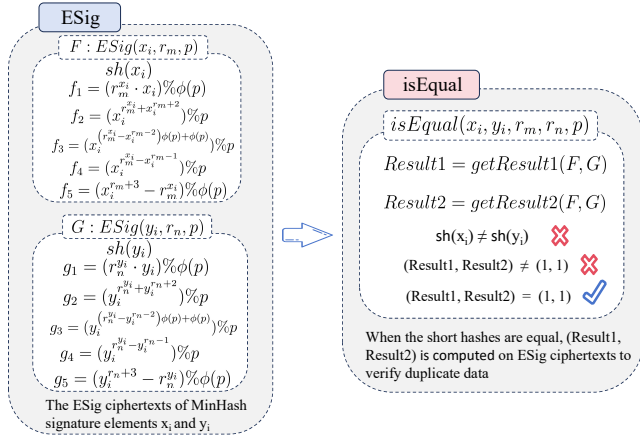 ESig
F : ESig(x_i, r_m, p)
sh(x_i)
f_1 = (r_m^{x_i} · x_i)%ϕ(p)
f_2 = (x_i^{r_m^{x_i}+x_i^{r_m+2}})%p
f_3 = (x_i^{(r_m^{x_i}-x_i^{r_m-2})ϕ(p)+ϕ(p)})%p
f_4 = (x_i^{r_m^{x_i}-x_i^{r_m-1}})%p
f_5 = (x_i^{r_m+3} - r_m^{x_i})%ϕ(p)
G : ESig(y_i, r_n, p)
sh(y_i)
g_1 = (r_n^{y_i} · y_i)%ϕ(p)
g_2 = (y_i^{r_n^{y_i}+y_i^{r_n+2}})%p
g_3 = (y_i^{(r_n^{y_i}-y_i^{r_n-2})ϕ(p)+ϕ(p)})%p
g_4 = (y_i^{r_n^{y_i}-y_i^{r_n-1}})%p
g_5 = (y_i^{r_n+3} - r_n^{y_i})%ϕ(p)
The ESig ciphertexts of MinHash
signature elements x_i and y_i
isEqual
isEqual(x_i, y_i, r_m, r_n, p)
Result1 = getResult1(F, G)
Result2 = getResult2(F, G)
sh(x_i) ≠ sh(y_i)
(Result1, Result2) ≠ (1, 1)
(Result1, Result2) = (1, 1)
When the short hashes are equal, (Result1,
Result2) is computed on ESig ciphertexts to
verify duplicate data